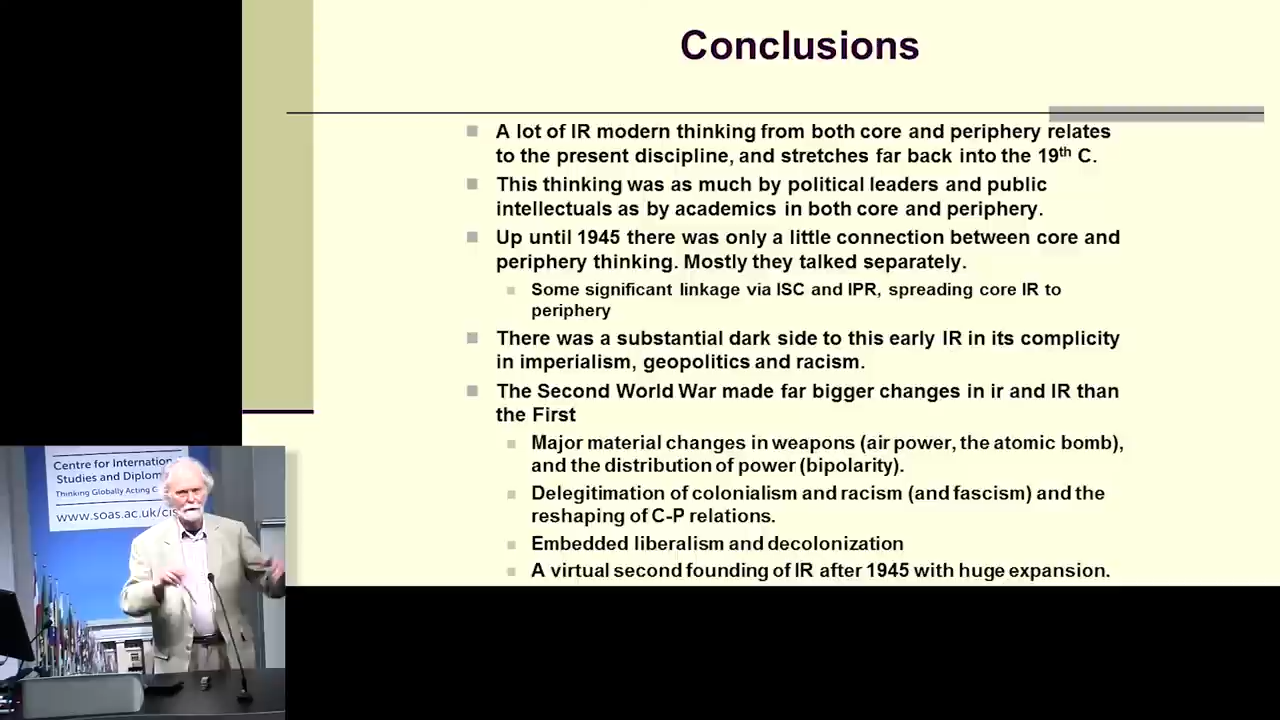 Conclusions
A lot of IR modern thinking from both core and periphery relates
to the present discipline, and stretches far back into the 19th C.
This thinking was as much by political leaders and public
intellectuals as by academics in both core and periphery.
Up until 1945 there was only a little connection between core and
periphery thinking. Mostly they talked separately.
Some significant linkage via ISC and IPR, spreading core IR to
periphery
There was a substantial dark side to this early IR in its complicity
in imperialism, geopolitics and racism.
The Second World War made far bigger changes in ir and IR than
the First
Major material changes in weapons (air power, the atomic bomb),
and the distribution of power (bipolarity).
Delegitimation of colonialism and racism (and fascism) and the
reshaping of C-P relations.
Embedded liberalism and decolonization
A virtual second founding of IR after 1945 with huge expansion.
Centre for
Studies and
Thinking Globally Acting
www.soas.ac.uk/cis